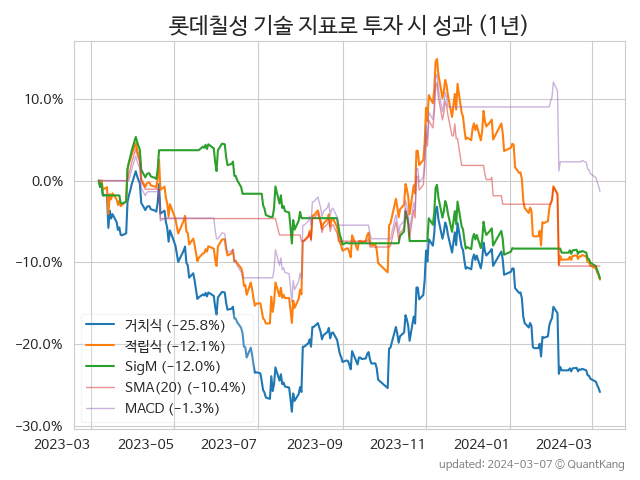 롯데칠성 기술 지표로 투자 시 성과 (1년)
10.0%
0.0%
−10.0%
−20.0%
−30.0%
거치식 (−25.8%)
적립식 (−12.1%)
SigM (−12.0%)
SMA(20) (−10.4%)
MACD (−1.3%)
2023−03 2023−05 2023−07 2023−09 2023−11 2024−01 2024−03
updated: 2024−03−07 © QuantKang